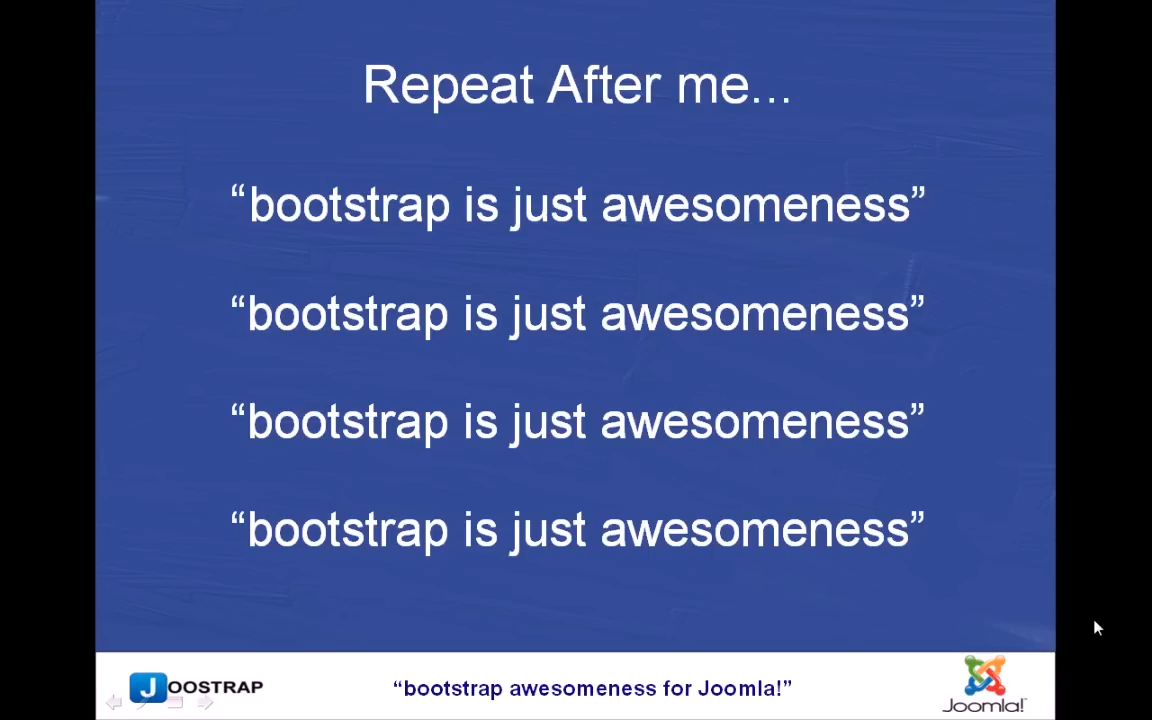 Repeat After me...
“bootstrap is just awesomeness”
“bootstrap is just awesomeness”
“bootstrap is just awesomeness”
“bootstrap is just awesomeness”
JOOSTRAP
“bootstrap awesomeness for Joomla!”
Joomla!